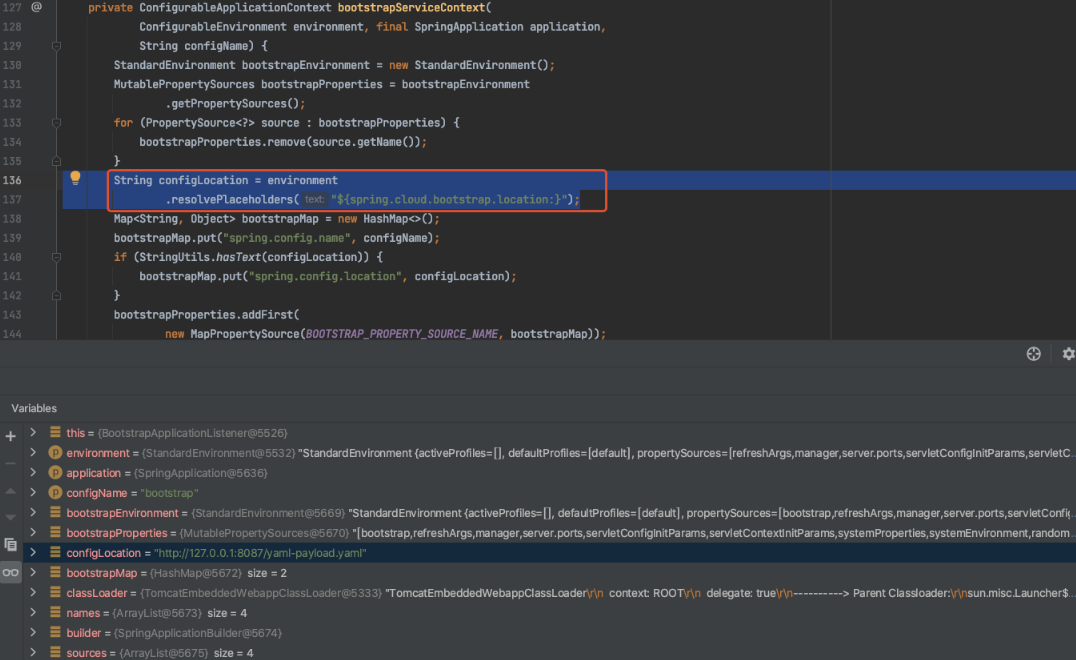 127 @ private ConfigurableApplicationContext bootstrapServiceContext(
128 ConfigurableEnvironment environment, final SpringApplication application,
129 String configName) {
130 StandardEnvironment bootstrapEnvironment = new StandardEnvironment();
131 MutablePropertySources bootstrapProperties = bootstrapEnvironment
132 .getPropertySources();
133 for (PropertySource<?> source : bootstrapProperties) {
134 bootstrapProperties.remove(source.getName());
135 }
136 String configLocation = environment
137 .resolvePlaceholders( text: "${spring.cloud.bootstrap.location:}");
138 Map<String, Object> bootstrapMap = new HashMap<>();
139 bootstrapMap.put("spring.config.name", configName);
140 if (StringUtils.hasText(configLocation)) {
141 bootstrapMap.put("spring.config.location", configLocation);
142 }
143 bootstrapProperties.addFirst(
144 new MapPropertySource(BOOTSTRAP_PROPERTY_SOURCE_NAME, bootstrapMap));
Variables
this = {BootstrapApplicationListener@5526}
environment = {StandardEnvironment@5532} "StandardEnvironment {activeProfiles=[], defaultProfiles=[default], propertySources=[refreshArgs,manager,server.ports,servletConfigInitParams,servletC...
application = {SpringApplication@5636}
configName = "bootstrap"
bootstrapEnvironment = {StandardEnvironment@5669} "StandardEnvironment {activeProfiles=[], defaultProfiles=[default], propertySources=[bootstrap,refreshArgs,manager,server.ports,servletConfig...
bootstrapProperties = {MutablePropertySources@5670} "[bootstrap,refreshArgs,manager,server.ports,servletConfigInitParams,servletContextInitParams,systemProperties,systemEnvironment,random...
configLocation = "http://127.0.0.1:8087/yaml-payload.yaml"
bootstrapMap = {HashMap@5672} size = 2
classLoader = {TomcatEmbeddedWebappClassLoader@5333} "TomcatEmbeddedWebappClassLoader\r\n context: ROOT\r\n delegate: true\r\n----------> Parent Classloader:\r\nsun.misc.Launcher$...
names = {ArrayList@5673} size = 4
builder = {SpringApplicationBuilder@5674}
sources = {ArrayList@5675} size = 4